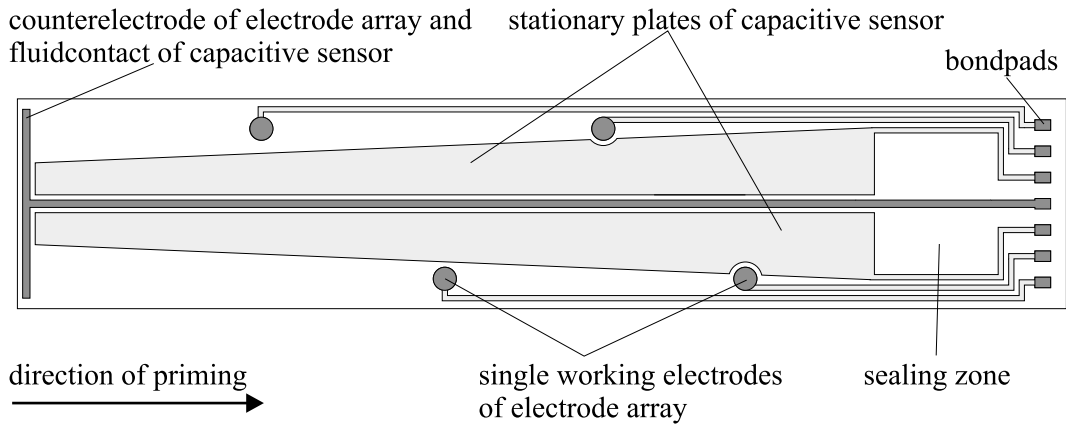 counterelectrode of electrode array and
fluidcontact of capacitive sensor
stationary plates of capacitive sensor
bondpads
direction of priming
single working electrodes
of electrode array
sealing zone